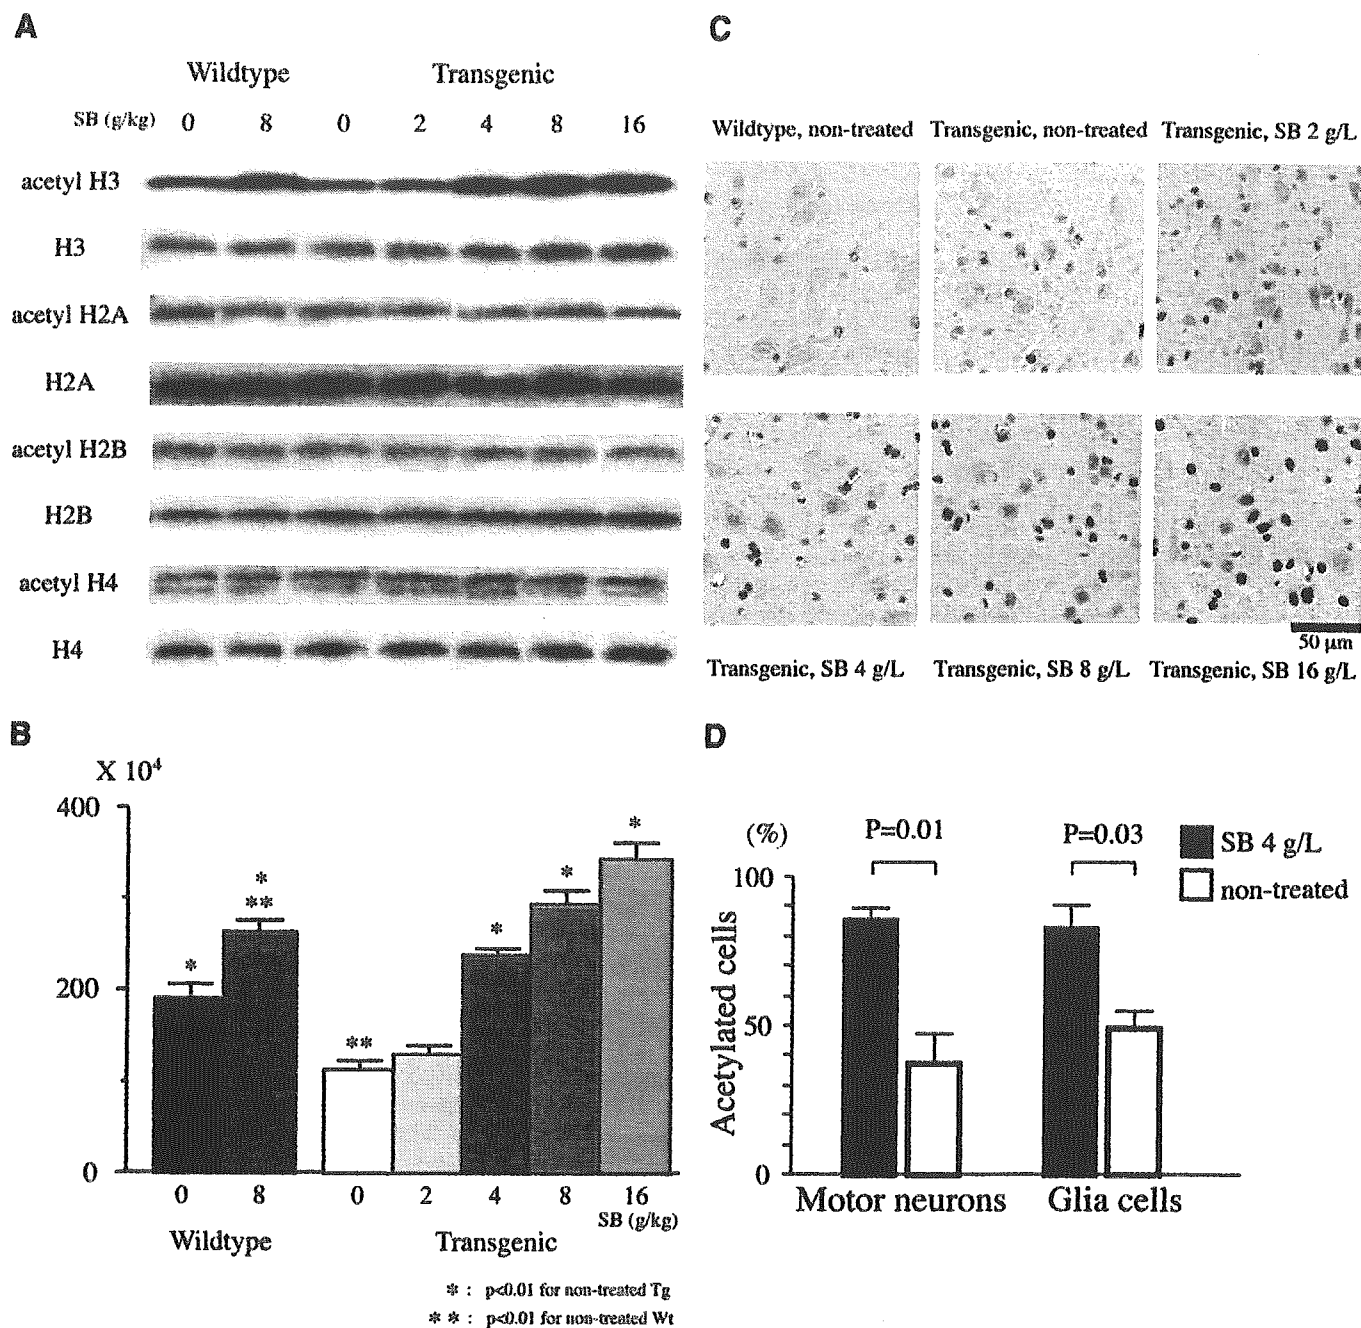 A
Wildtype Transgenic
SB (g/kg) 0 8 0 2 4 8 16
acetyl H3
H3
acetyl H2A
H2A
acetyl H2B
H2B
acetyl H4
H4
B
X 10⁴
400
*
*
*
**
*
*
200
**
0
0 8 0 2 4 8 16
SB (g/kg)
Wildtype Transgenic
* : p<0.01 for non-treated Tg
** : p<0.01 for non-treated Wt
C
Wildtype, non-treated Transgenic, non-treated Transgenic, SB 2 g/L
50 µm
Transgenic, SB 4 g/L Transgenic, SB 8 g/L Transgenic, SB 16 g/L
D
(%) P=0.01 P=0.03
SB 4 g/L
non-treated
100
50
0
Acetylated cells
Motor neurons Glia cells